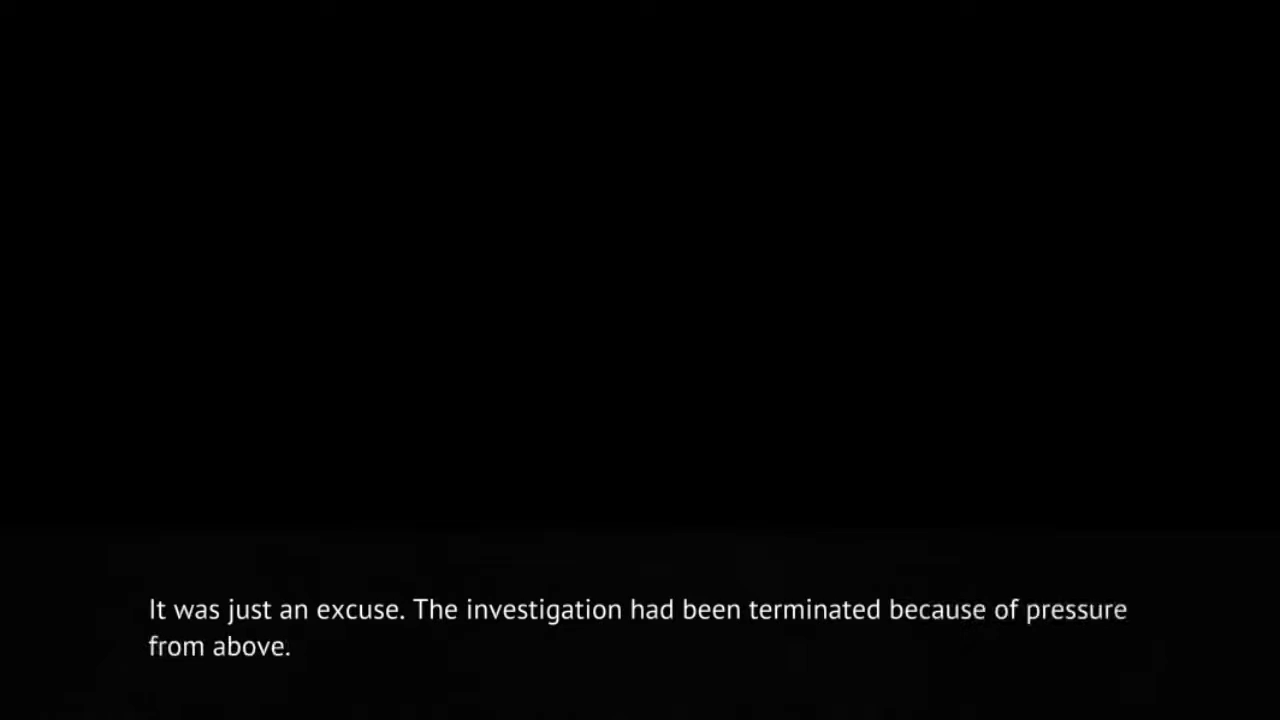 It was just an excuse. The investigation had been terminated because of pressure
from above.